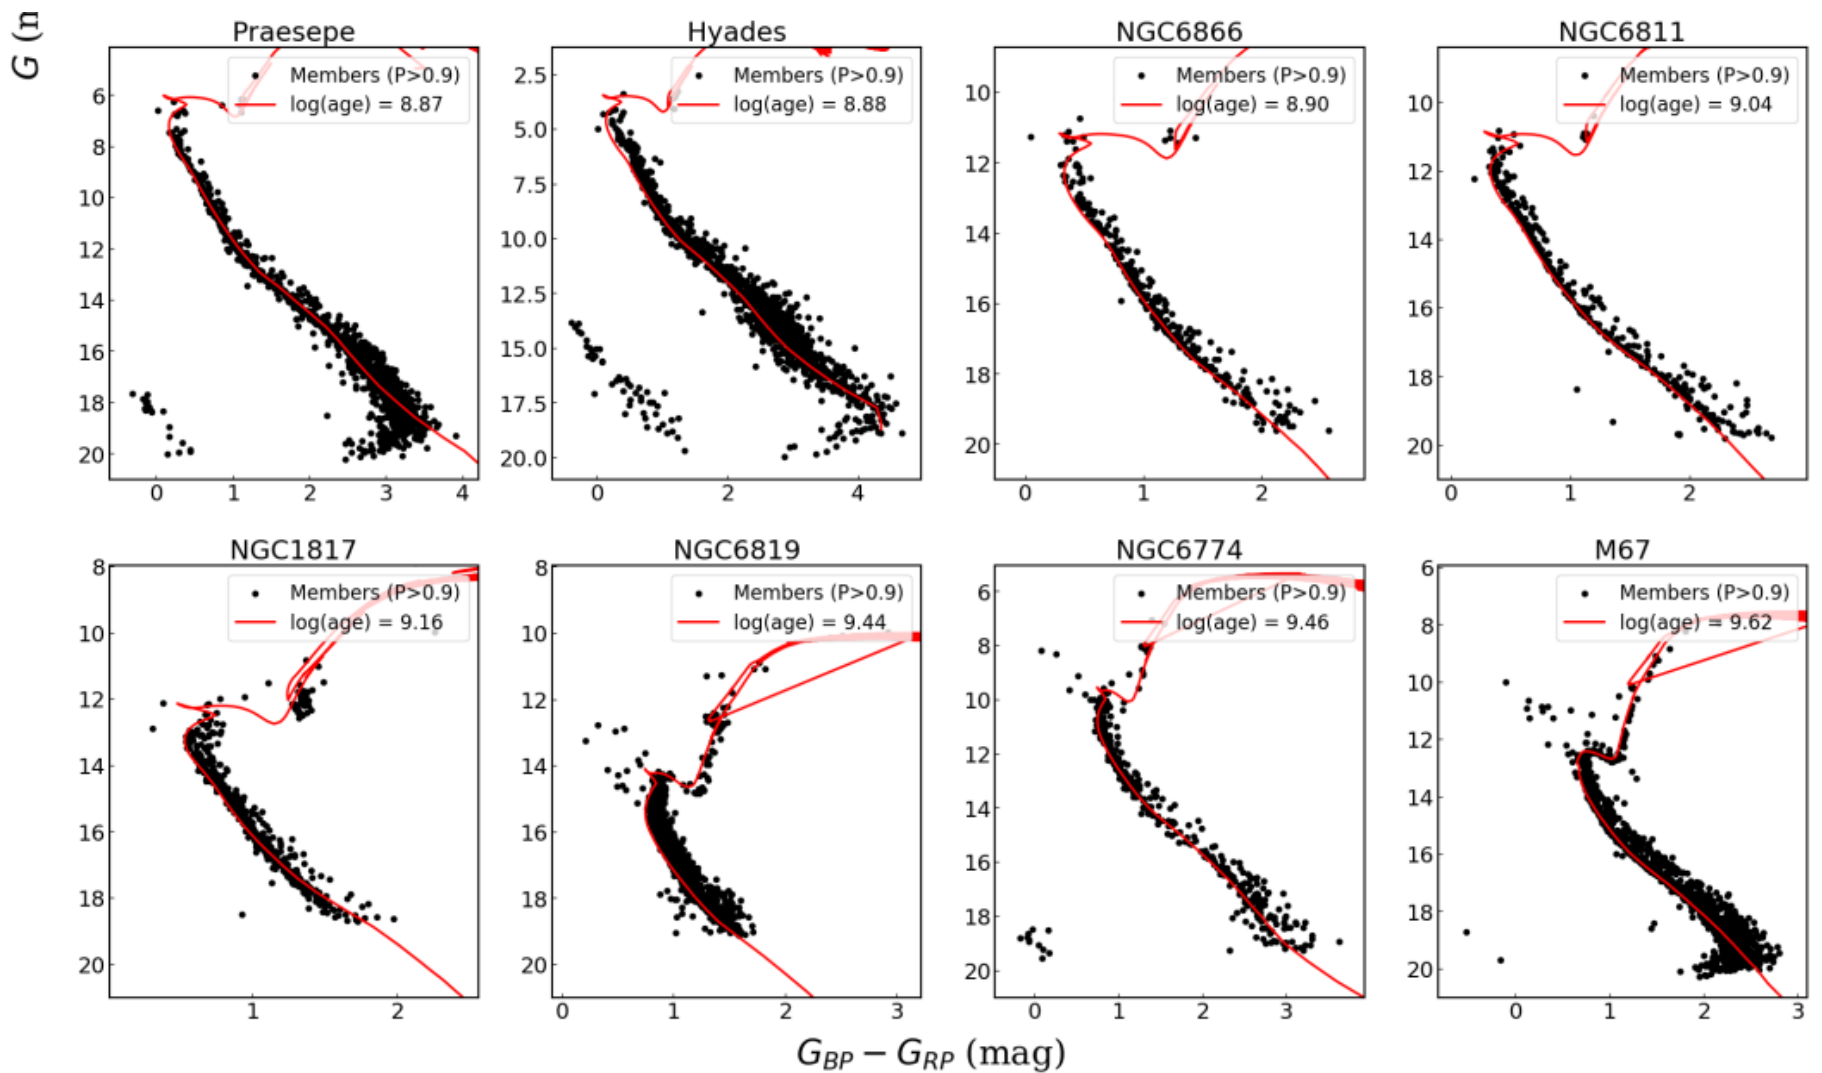 G (n
Praesepe
Members (P>0.9)
log(age) = 8.87
6
8
10
12
14
16
18
20
0 1 2 3 4
Hyades
Members (P>0.9)
log(age) = 8.88
2.5
5.0
7.5
10.0
12.5
15.0
17.5
20.0
0 2 4
NGC6866
Members (P>0.9)
log(age) = 8.90
10
12
14
16
18
20
0 1 2
NGC6811
Members (P>0.9)
log(age) = 9.04
10
12
14
16
18
20
0 1 2
NGC1817
Members (P>0.9)
log(age) = 9.16
8
10
12
14
16
18
20
1 2
NGC6819
Members (P>0.9)
log(age) = 9.44
8
10
12
14
16
18
20
0 1 2 3
NGC6774
Members (P>0.9)
log(age) = 9.46
6
8
10
12
14
16
18
20
0 1 2 3
M67
Members (P>0.9)
log(age) = 9.62
6
8
10
12
14
16
18
20
0 1 2 3
G_BP − G_RP (mag)